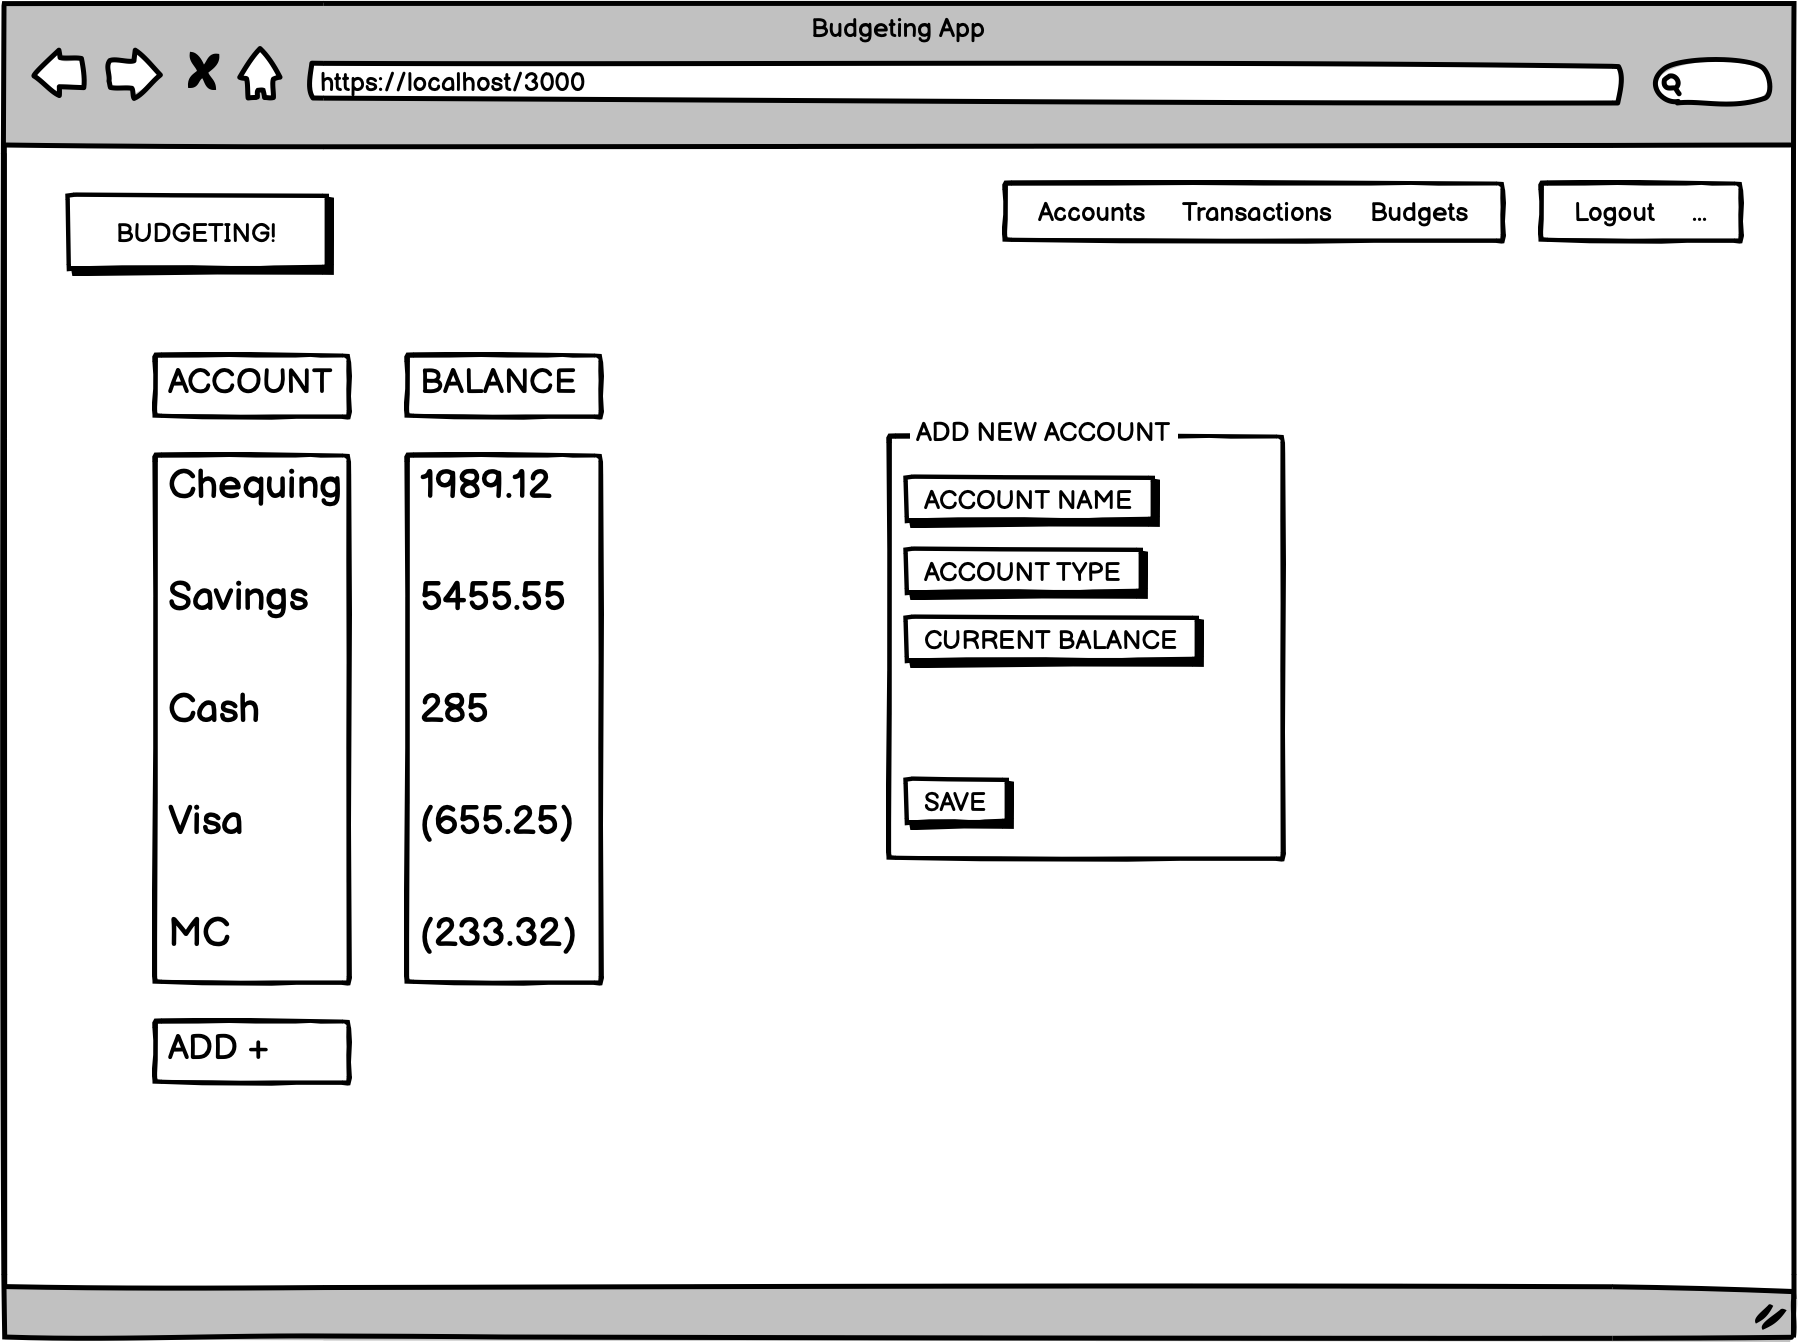 Budgeting App
https://localhost/3000
BUDGETING!
Accounts Transactions Budgets
Logout ...
ACCOUNT BALANCE
Chequing 1989.12
Savings 5455.55
Cash 285
Visa (655.25)
MC (233.32)
ADD +
ADD NEW ACCOUNT
ACCOUNT NAME
ACCOUNT TYPE
CURRENT BALANCE
SAVE